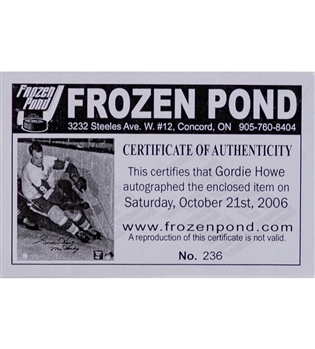 Frozen
Pond
FROZEN POND
3232 Steeles Ave. W. #12, Concord, ON 905-760-8404
CERTIFICATE OF AUTHENTICITY
This certifies that Gordie Howe
autographed the enclosed item on
Saturday, October 21st, 2006
www.frozenpond.com
A reproduction of this certificate is not valid.
No. 236
Gordie Howe